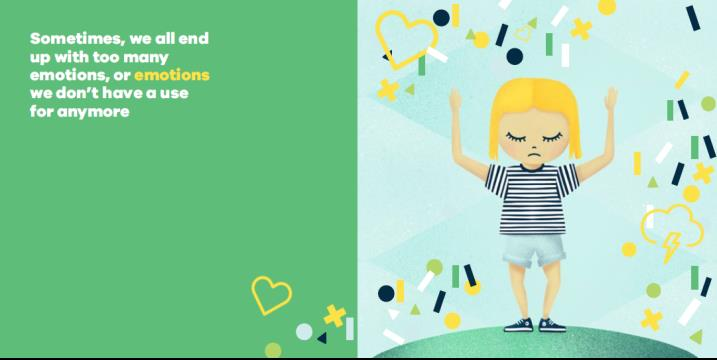 Sometimes, we all end
up with too many
emotions, or emotions
we don't have a use
for anymore